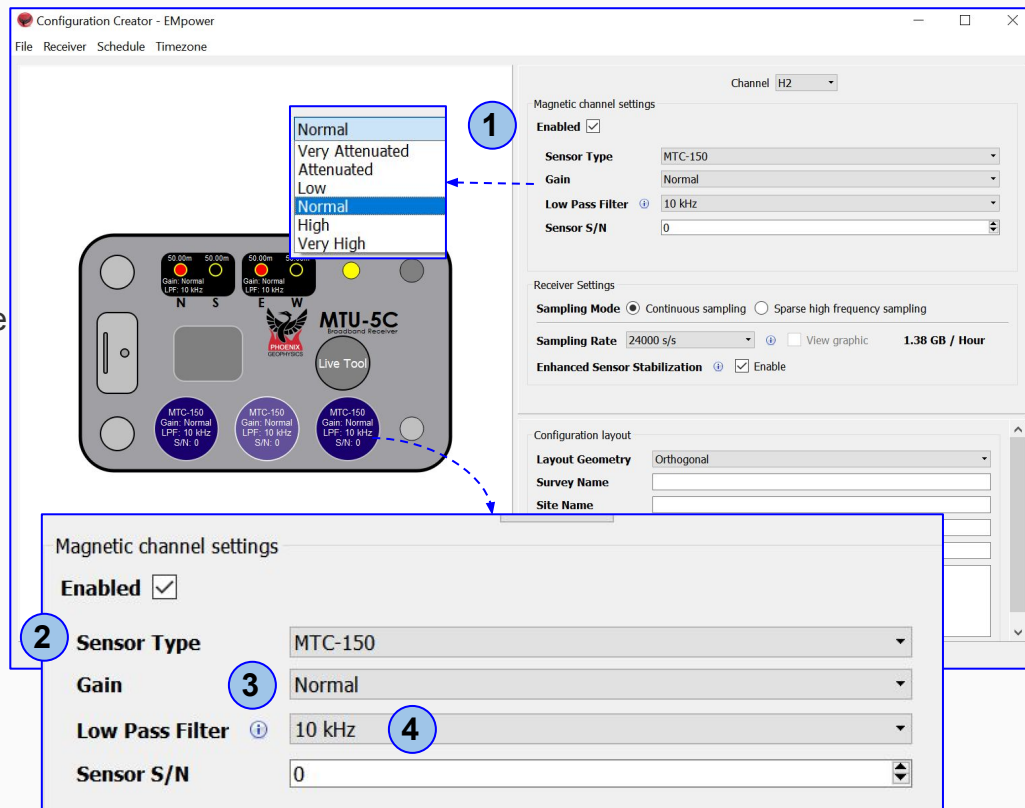 Configuration Creator - EMpower
File Receiver Schedule Timezone
Channel H2
Magnetic channel settings
1
Enabled
Sensor Type MTC-150
Gain Normal
Low Pass Filter 10 kHz
Sensor S/N 0
Normal
Very Attenuated
Attenuated
Low
Normal
High
Very High
Receiver Settings
Sampling Mode Continuous sampling Sparse high frequency sampling
Sampling Rate 24000 s/s View graphic 1.38 GB / Hour
Enhanced Sensor Stabilization Enable
50.00m 50.00m 50.00m 50.00m
Gain: Normal Gain: Normal
LPF: 10 kHz LPF: 10 kHz
N S E W
MTU-5C
Broadband Receiver
PHOENIX
GEOPHYSICS
Live Tool
MTC-150 MTC-150 MTC-150
Gain: Normal Gain: Normal Gain: Normal
LPF: 10 kHz LPF: 10 kHz LPF: 10 kHz
S/N: 0 S/N: 0 S/N: 0
e
Configuration layout
Layout Geometry Orthogonal
Survey Name
Site Name
Magnetic channel settings
Enabled
2 Sensor Type MTC-150
Gain 3 Normal
Low Pass Filter 10 kHz 4
Sensor S/N 0